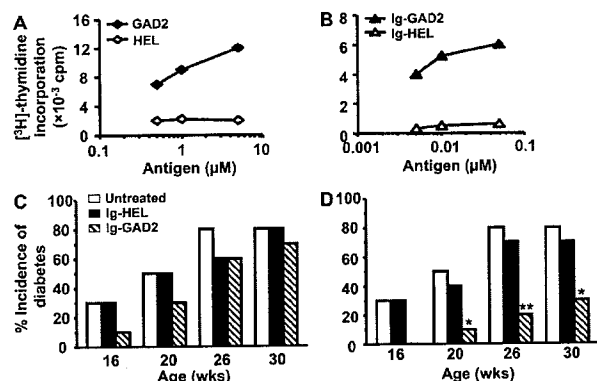 A
GAD2
HEL
[³H]-thymidine
incorporation
(×10⁻³ cpm)
16
12
8
4
0
0.1
1
10
Antigen (µM)
B
Ig-GAD2
Ig-HEL
8
6
4
2
0
0.001
0.01
0.1
Antigen (µM)
C
Untreated
Ig-HEL
Ig-GAD2
% Incidence of
diabetes
100
80
60
40
20
0
16
20
26
30
Age (wks)
D
100
80
60
40
20
0
*
**
*
16
20
26
30
Age (wks)